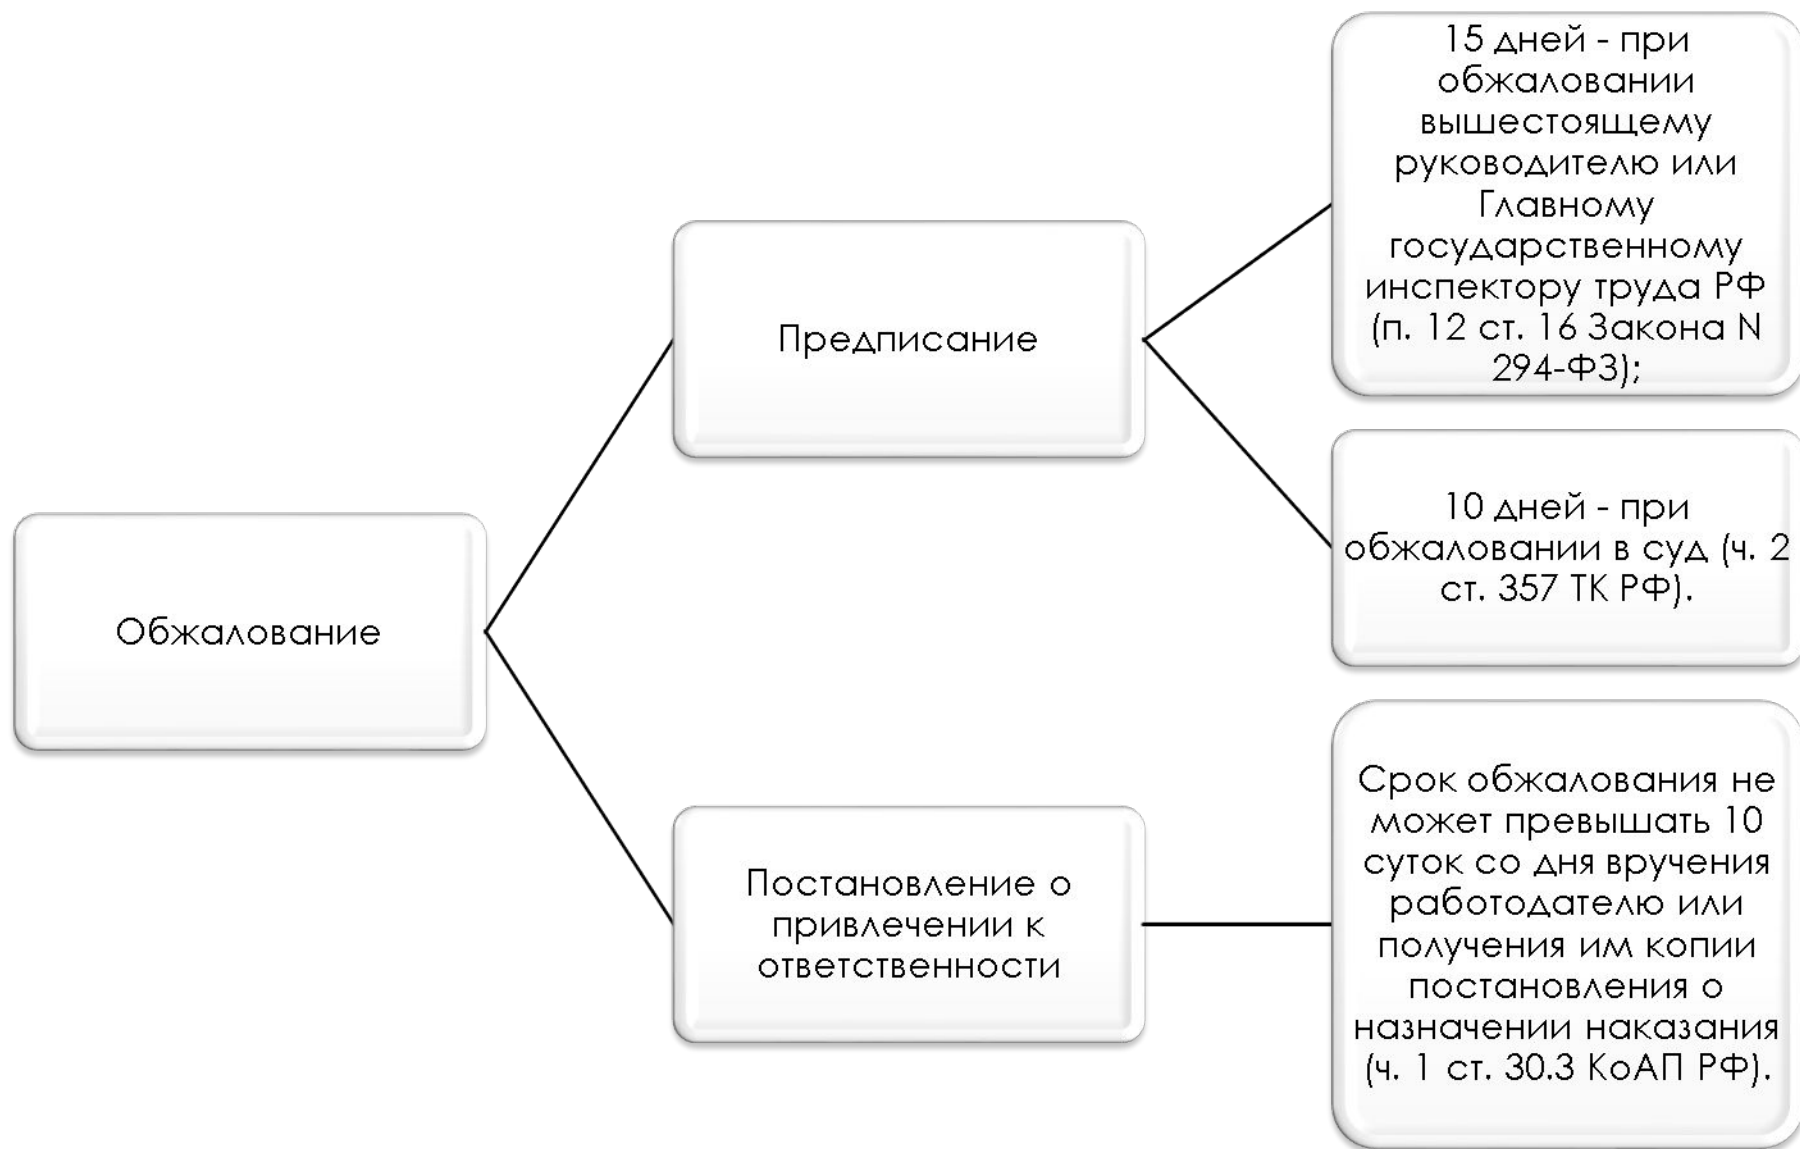 Обжалование
Предписание
15 дней - при
обжаловании
вышестоящему
руководителю или
Главному
государственному
инспектору труда РФ
(п. 12 ст. 16 Закона N
294-ФЗ);
10 дней - при
обжаловании в суд (ч. 2
ст. 357 ТК РФ).
Постановление о
привлечении к
ответственности
Срок обжалования не
может превышать 10
суток со дня вручения
работодателю или
получения им копии
постановления о
назначении наказания
(ч. 1 ст. 30.3 КоАП РФ).